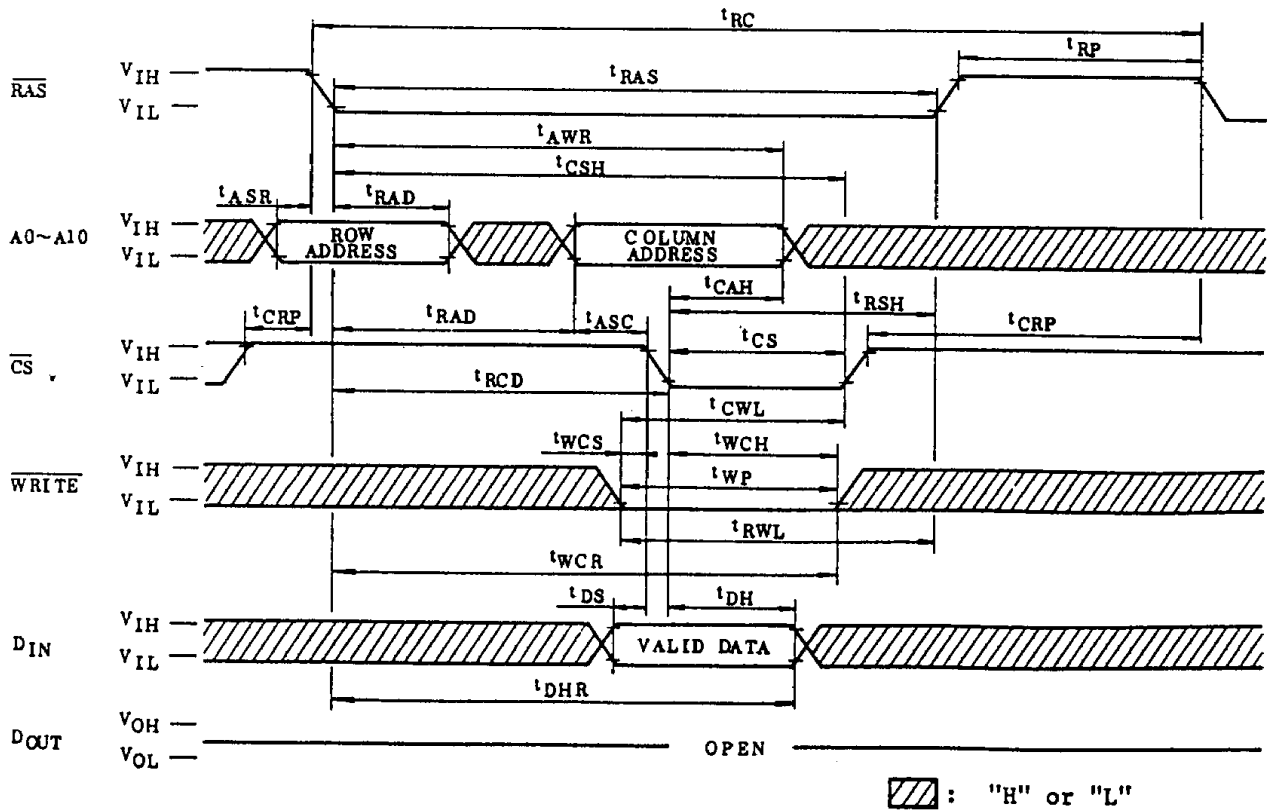 tRC
tRP
RAS
VIH
VIL
tRAS
tAWR
tCSH
tASR
tRAD
A0~A10
VIH
VIL
ROW
ADDRESS
COLUMN
ADDRESS
tCAH
tRSH
tCRP
tRAD
tASC
tCS
tCRP
CS
VIH
VIL
tRCD
tCWL
tWCS
tWCH
WRITE
VIH
VIL
tWP
tRWL
tWCR
tDS
tDH
DIN
VIH
VIL
VALID DATA
tDHR
DOUT
VOH
VOL
OPEN
: "H" or "L"